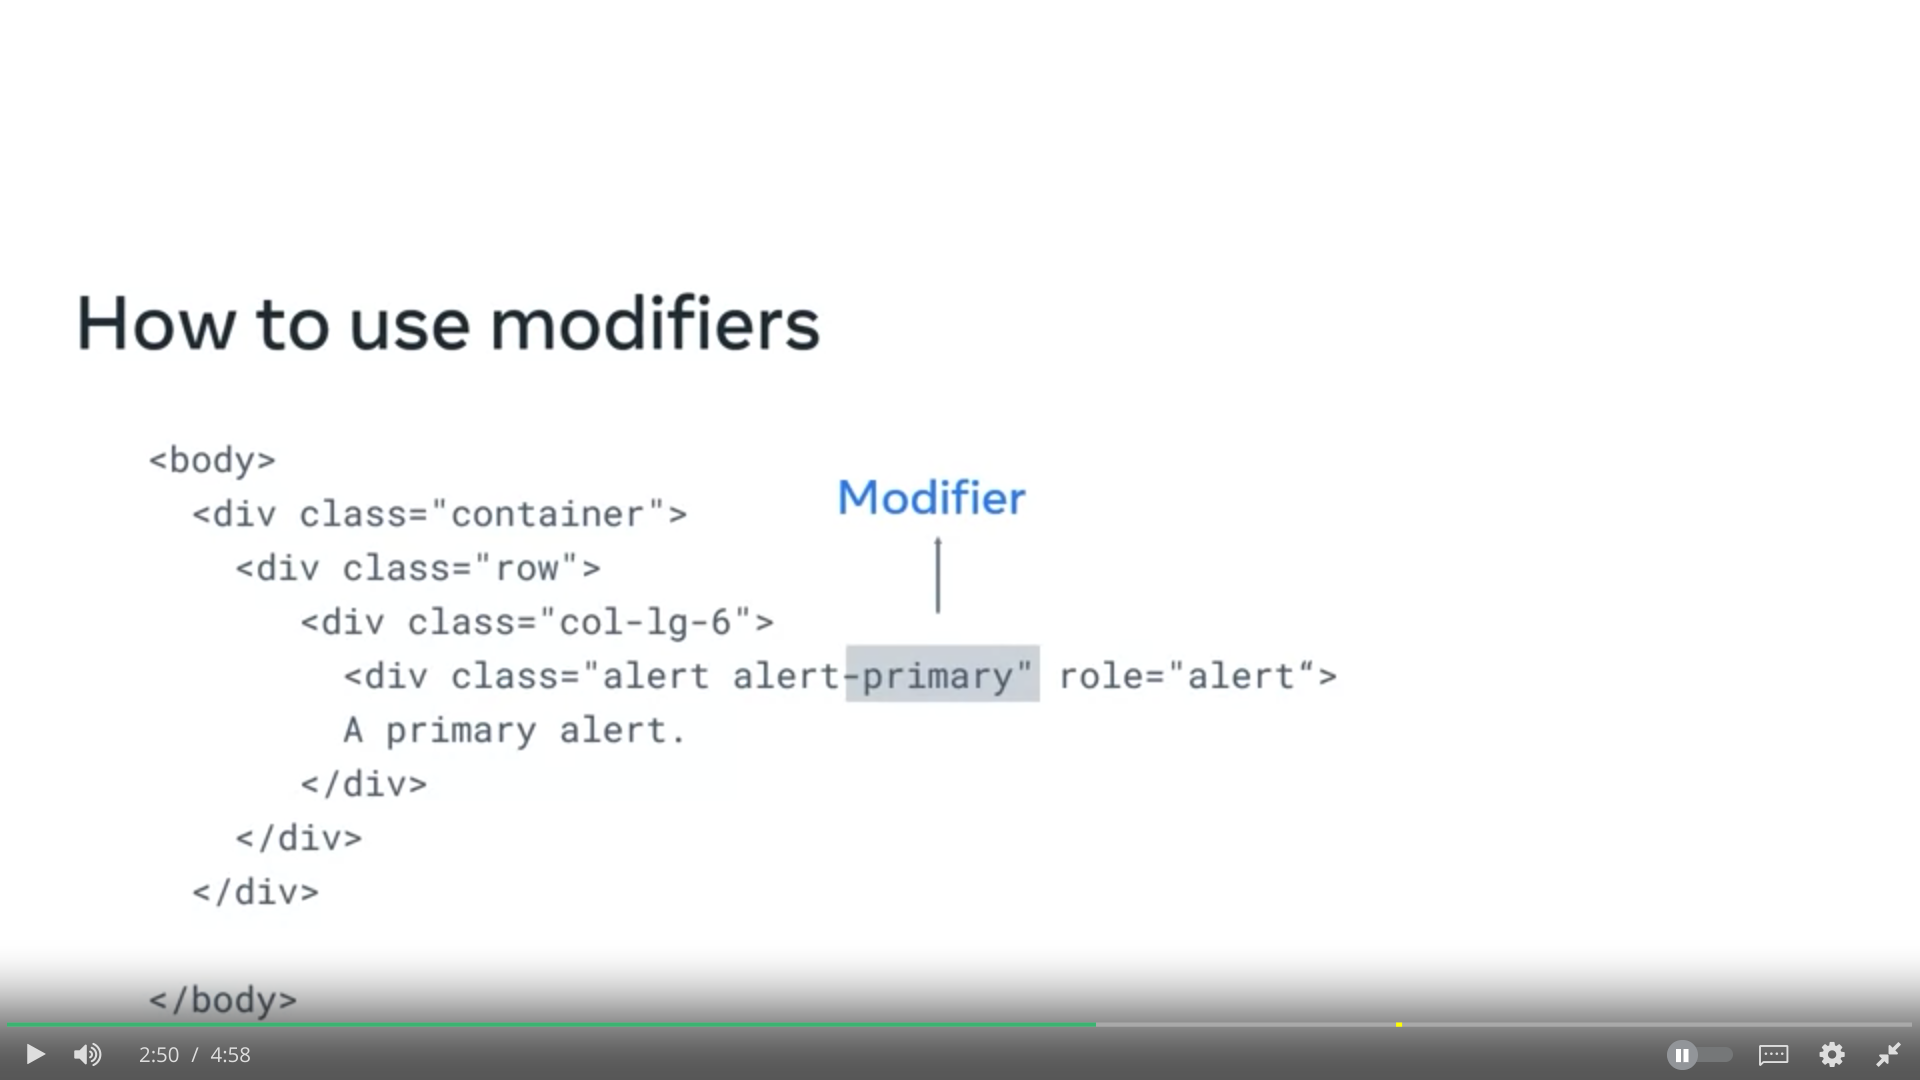 How to use modifiers
<body>
Modifier
<div class="container">
<div class="row">
<div class="col-lg-6">
<div class="alert alert-primary" role="alert“>
A primary alert.
</div>
</div>
</div>
</body>
2:50 / 4:58